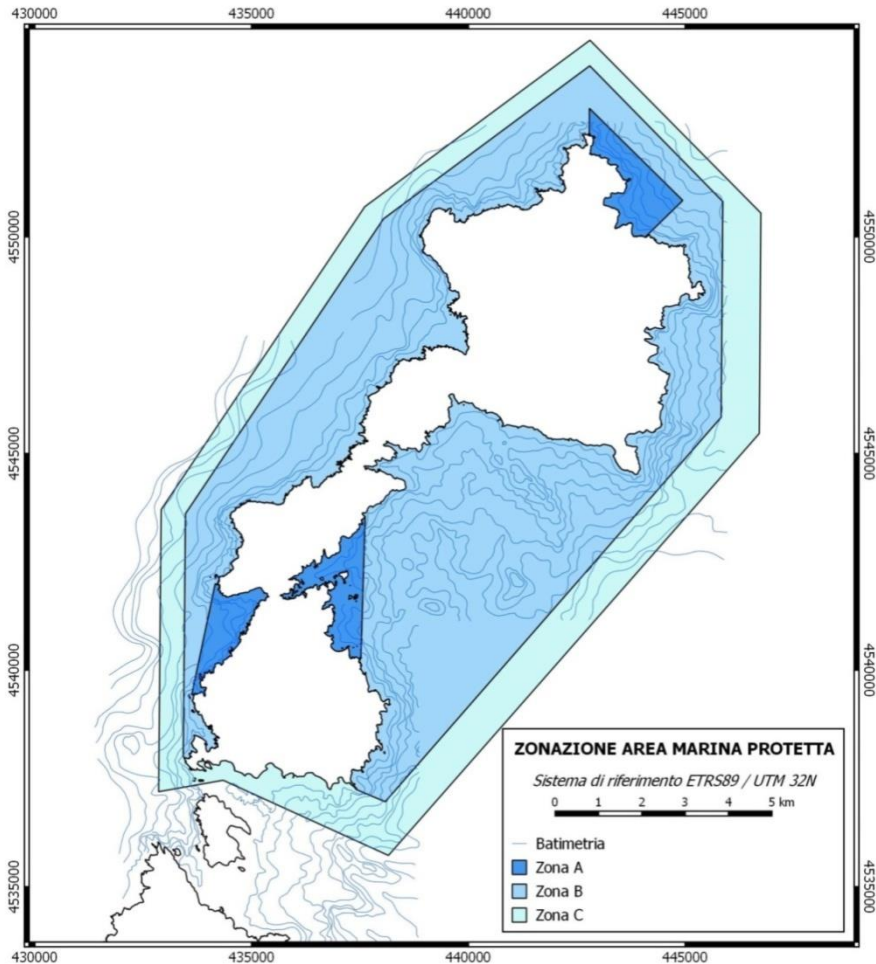 430000 435000 440000 445000
4550000 4550000
4545000 4545000
4540000 4540000
4535000 4535000
ZONAZIONE AREA MARINA PROTETTA
Sistema di riferimento ETRS89 / UTM 32N
0 1 2 3 4 5 km
Batimetria
Zona A
Zona B
Zona C
430000 435000 440000 445000